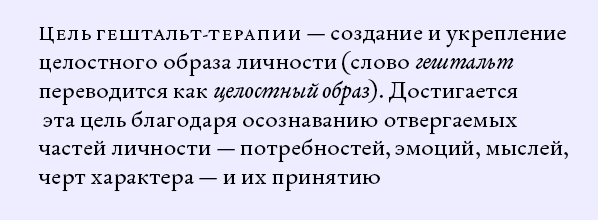 Цель гештальт-терапии — создание и укрепление
целостного образа личности (слово гештальт
переводится как целостный образ). Достигается
эта цель благодаря осознаванию отвергаемых
частей личности — потребностей, эмоций, мыслей,
черт характера — и их принятию